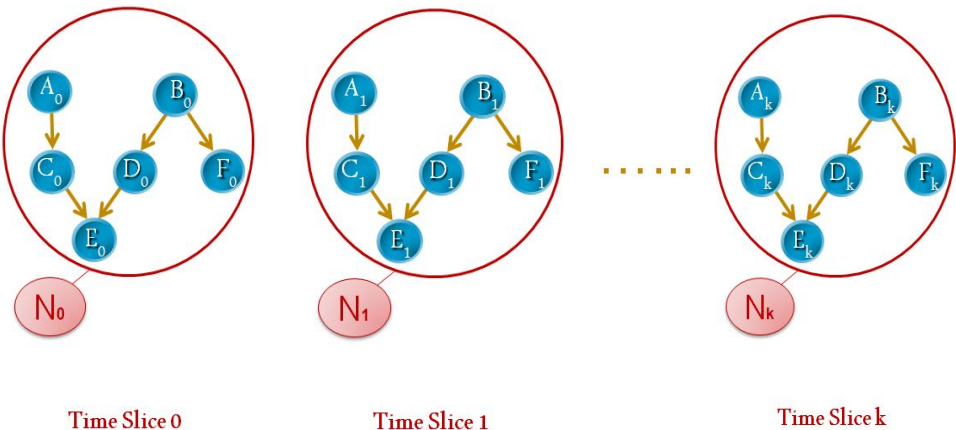 A0 B0 A1 B1 Ak Bk
C0 D0 F0 C1 D1 F1 Ck Dk Fk
E0 E1 Ek
N0 N1 Nk
Time Slice 0 Time Slice 1 Time Slice k